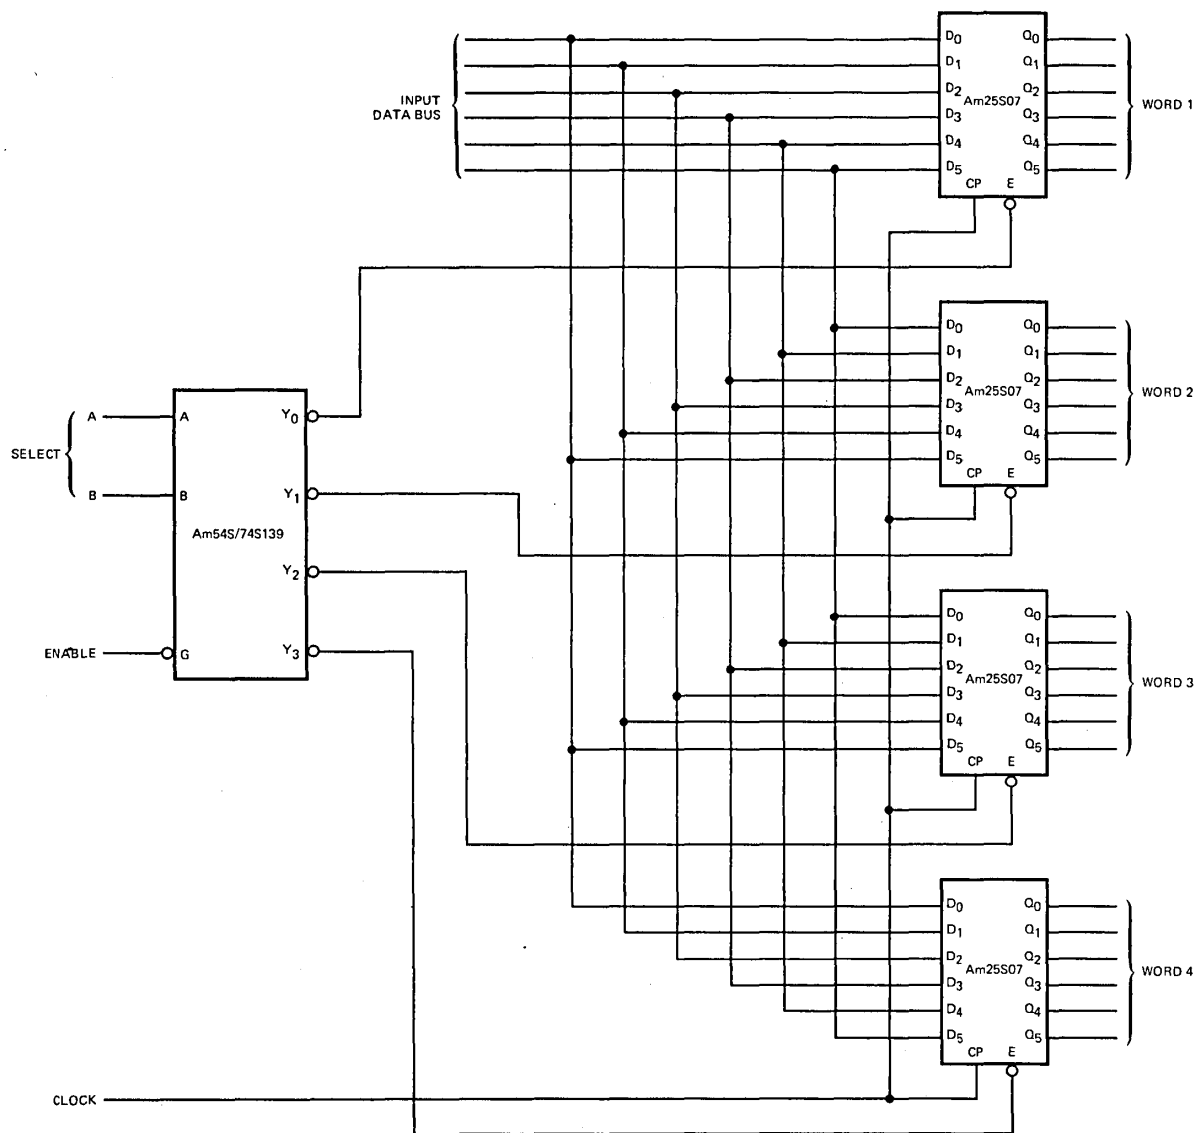 INPUT
DATA BUS
D0 Q0
D1 Q1
D2 Q2
Am25S07
D3 Q3
D4 Q4
D5 Q5
CP E
WORD 1
D0 Q0
D1 Q1
D2 Q2
Am25S07
D3 Q3
D4 Q4
D5 Q5
CP E
WORD 2
SELECT
A
B
ENABLE
A
B
G
Am54S/74S139
Y0
Y1
Y2
Y3
D0 Q0
D1 Q1
D2 Q2
Am25S07
D3 Q3
D4 Q4
D5 Q5
CP E
WORD 3
D0 Q0
D1 Q1
D2 Q2
Am25S07
D3 Q3
D4 Q4
D5 Q5
CP E
WORD 4
CLOCK